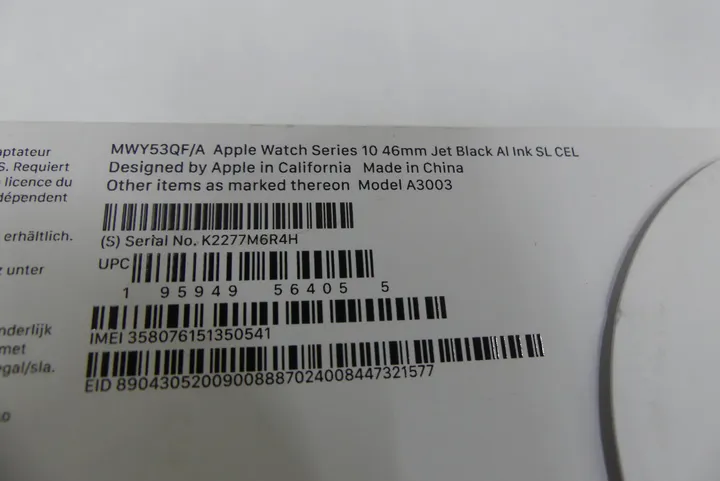 aptateur
S. Requiert
licence du
dépendent
erhältlich.
z unter
nderlijk
met
egal/sla.
MWY53QF/A Apple Watch Series 10 46mm Jet Black Al Ink SL CEL
Designed by Apple in California Made in China
Other items as marked thereon Model A3003
(S) Serial No. K2277M6R4H
UPC
1 95949 56405 5
IMEI 358076151350541
EID 89043052009008887024008447321577